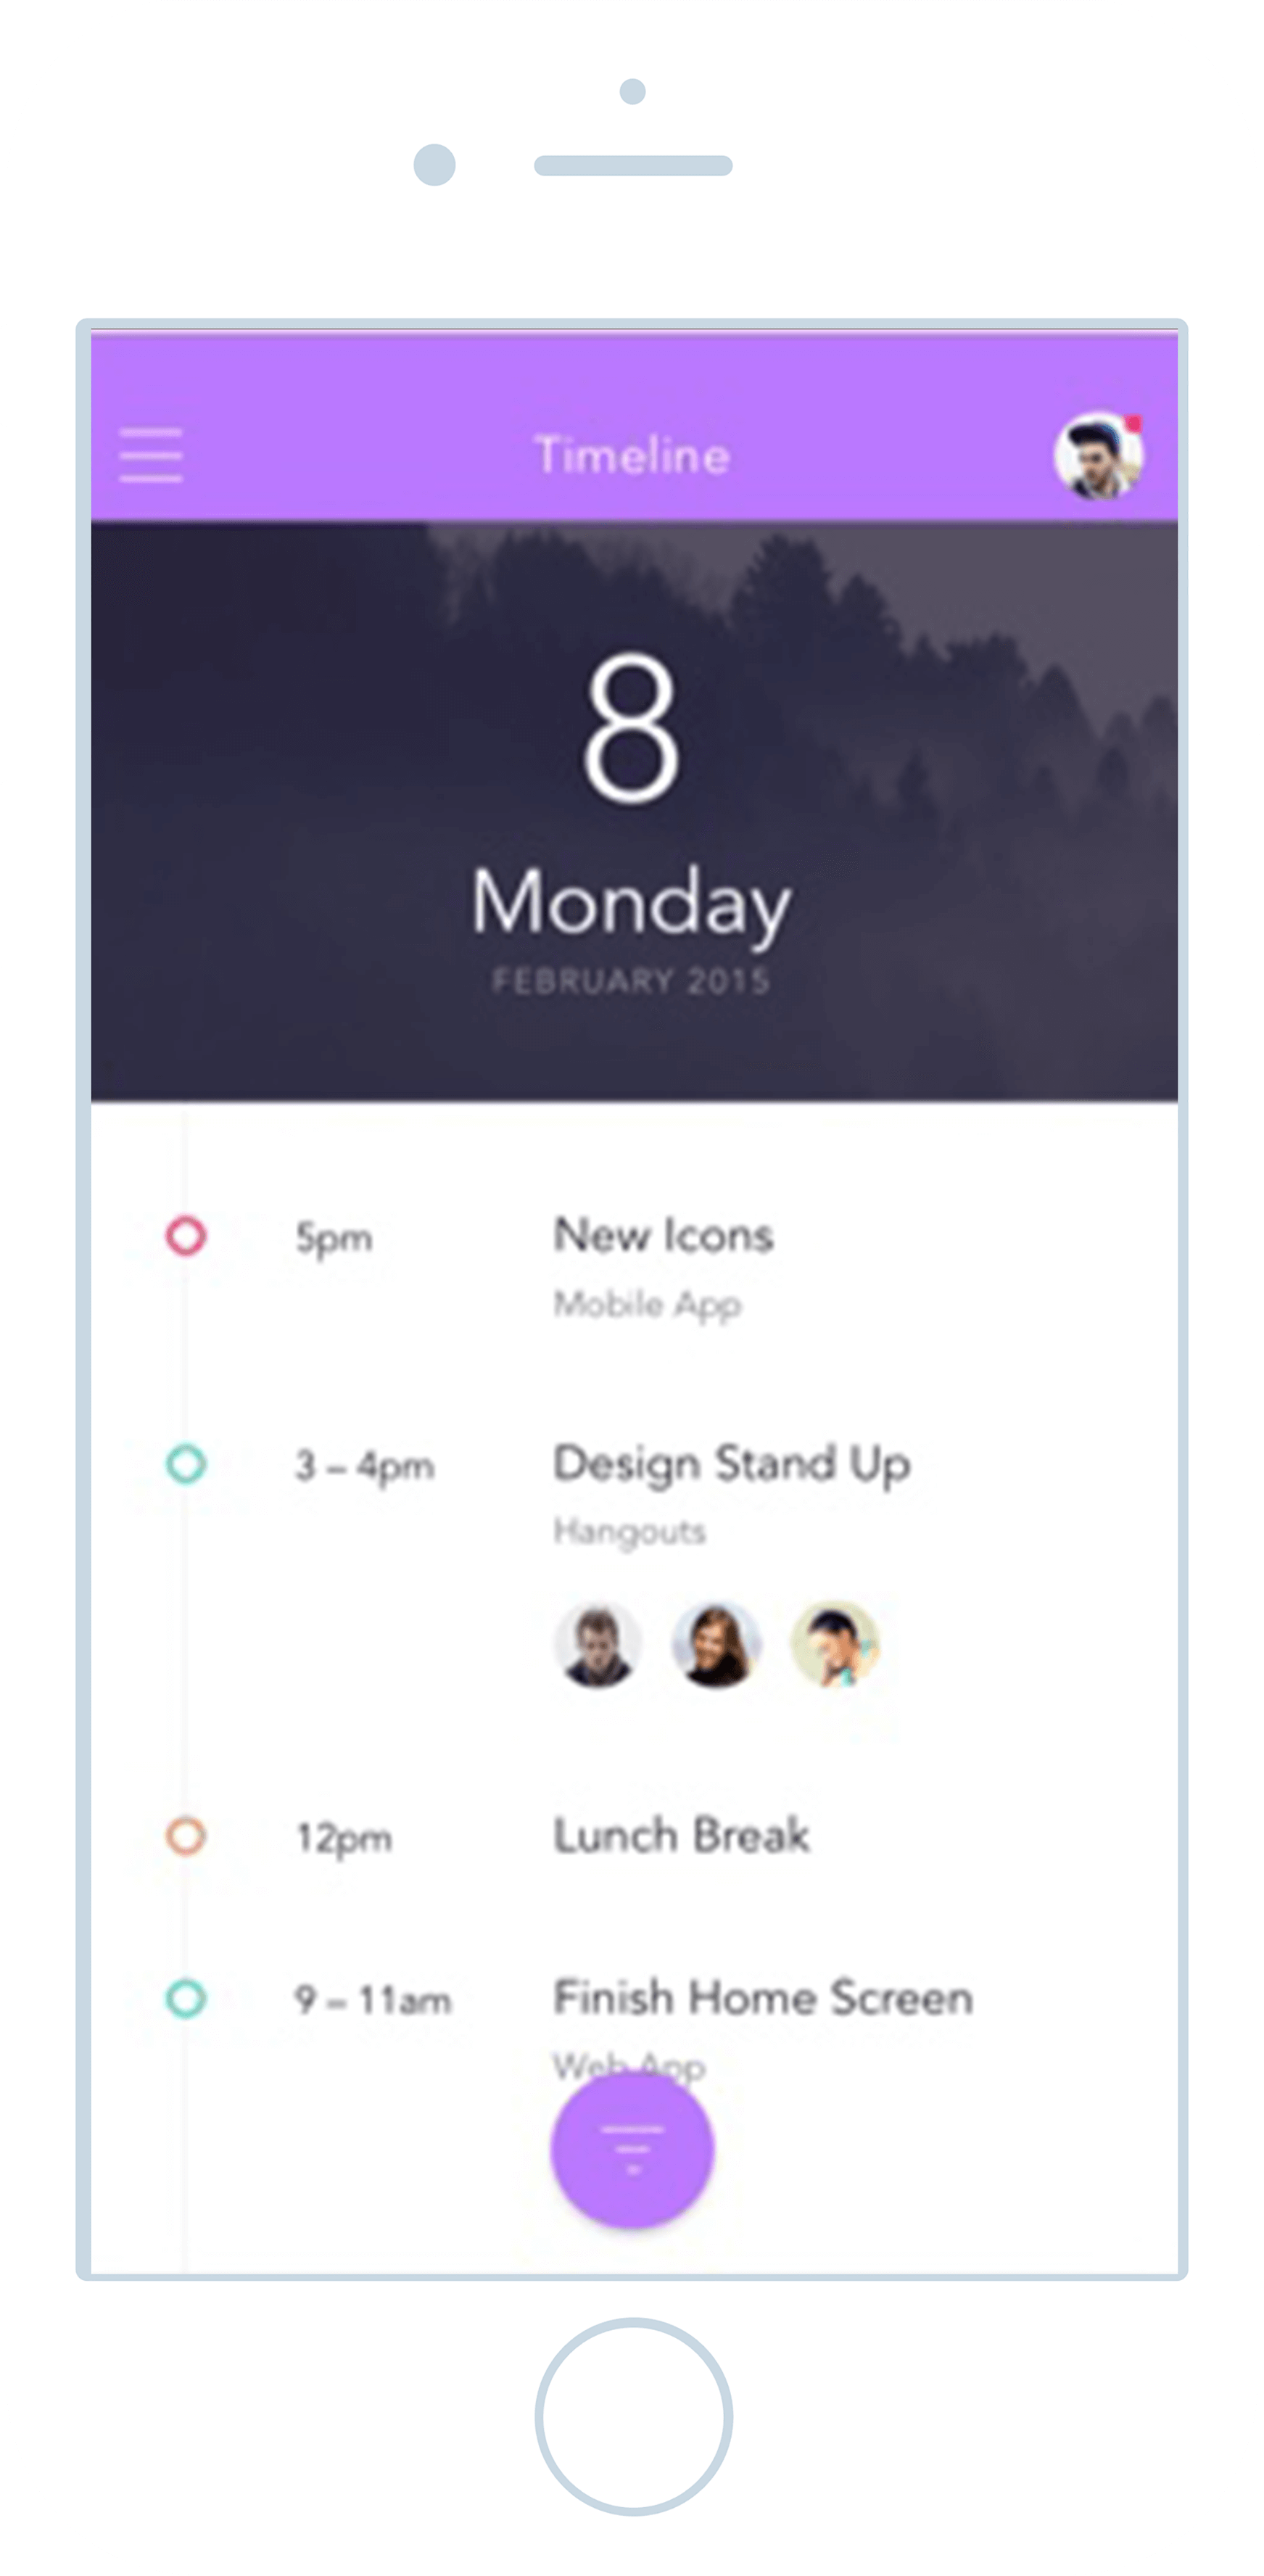 Timeline
8
Monday
FEBRUARY 2015
5pm New Icons
Mobile App
3 – 4pm Design Stand Up
Hangouts
12pm Lunch Break
9 – 11am Finish Home Screen
Web App